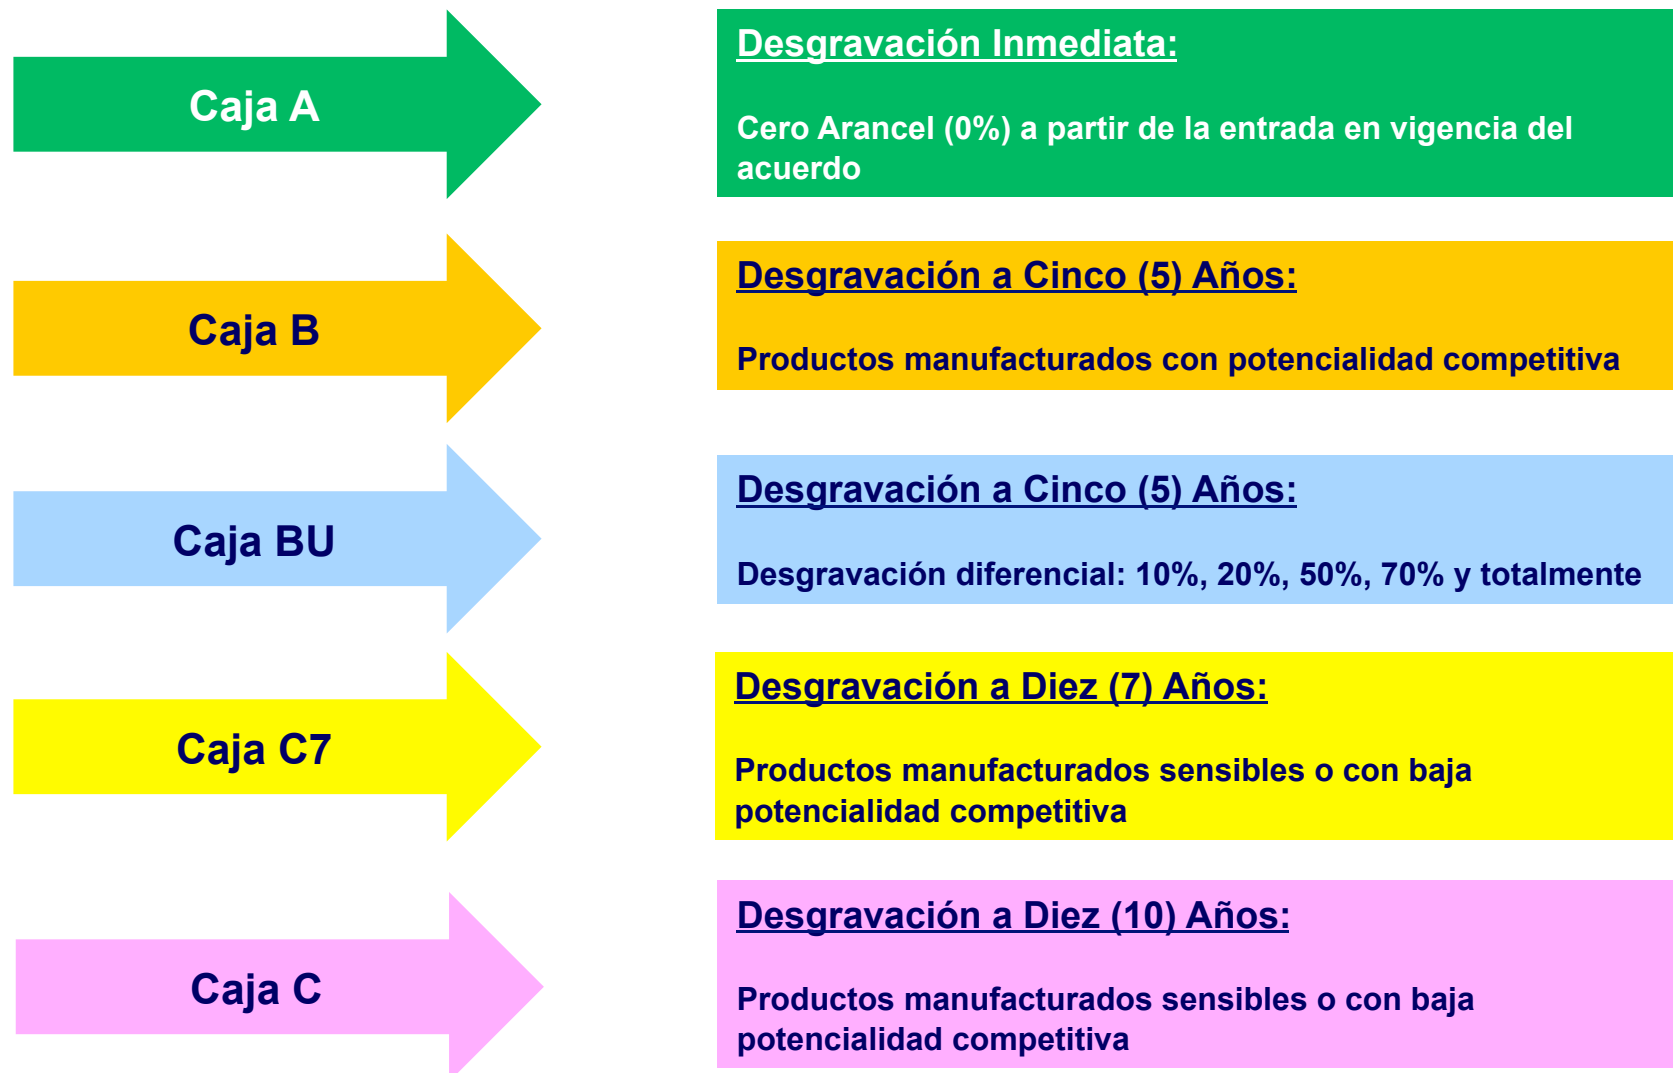 Caja A
Desgravación Inmediata:
Cero Arancel (0%) a partir de la entrada en vigencia del
acuerdo
Caja B
Desgravación a Cinco (5) Años:
Productos manufacturados con potencialidad competitiva
Caja BU
Desgravación a Cinco (5) Años:
Desgravación diferencial: 10%, 20%, 50%, 70% y totalmente
Caja C7
Desgravación a Diez (7) Años:
Productos manufacturados sensibles o con baja
potencialidad competitiva
Caja C
Desgravación a Diez (10) Años:
Productos manufacturados sensibles o con baja
potencialidad competitiva